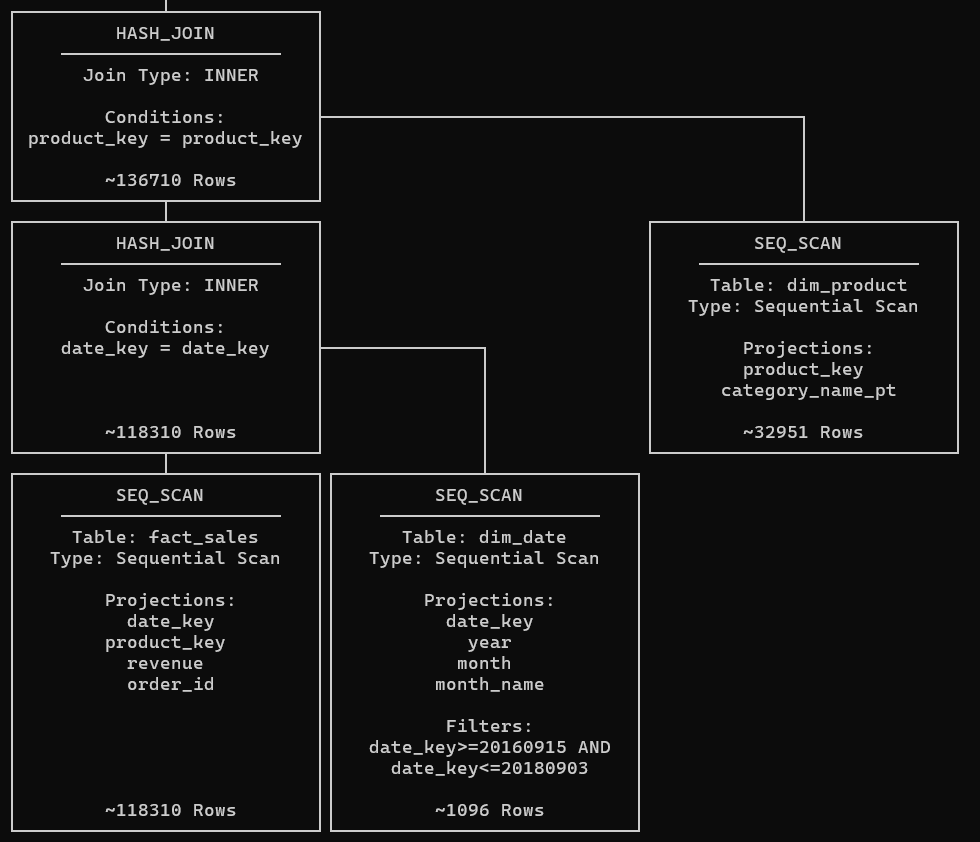 HASH_JOIN
Join Type: INNER
Conditions:
product_key = product_key
~136710 Rows
HASH_JOIN
Join Type: INNER
Conditions:
date_key = date_key
~118310 Rows
SEQ_SCAN
Table: dim_product
Type: Sequential Scan
Projections:
product_key
category_name_pt
~32951 Rows
SEQ_SCAN
Table: fact_sales
Type: Sequential Scan
Projections:
date_key
product_key
revenue
order_id
~118310 Rows
SEQ_SCAN
Table: dim_date
Type: Sequential Scan
Projections:
date_key
year
month
month_name
Filters:
date_key>=20160915 AND
date_key<=20180903
~1096 Rows